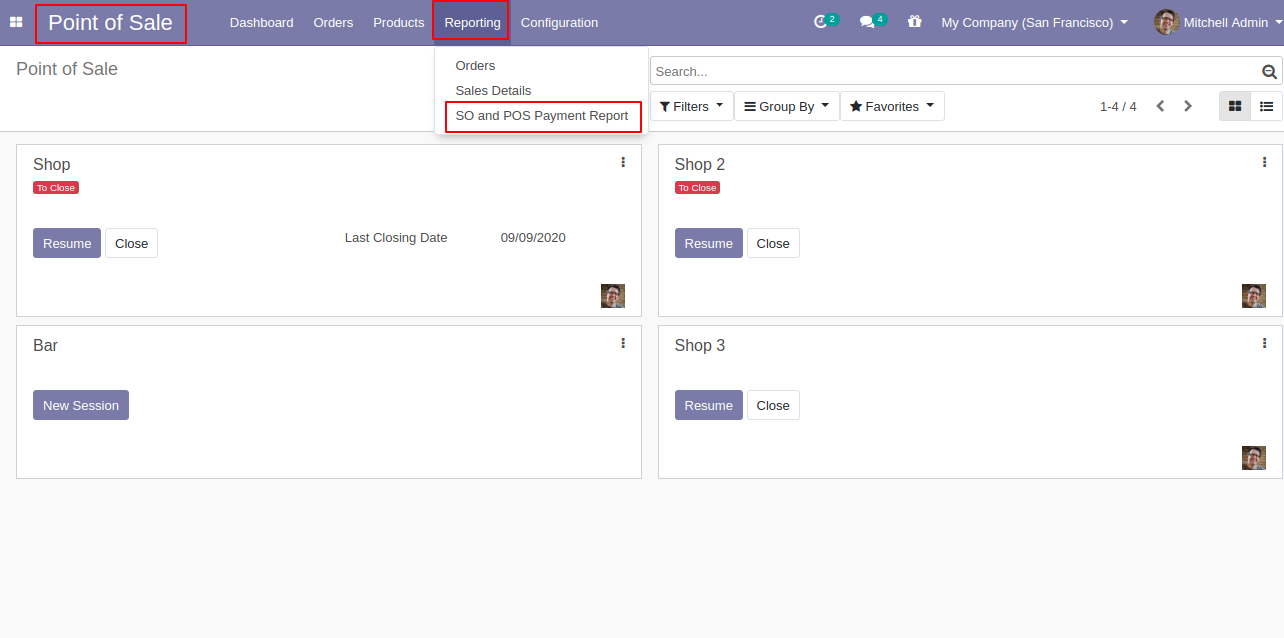 Point of Sale Dashboard Orders Products Reporting Configuration 2 4 My Company (San Francisco) Mitchell Admin
Point of Sale
Orders
Sales Details
SO and POS Payment Report
Search...
Filters Group By Favorites 1-4 / 4
Shop
To Close
Resume Close Last Closing Date 09/09/2020
Shop 2
To Close
Resume Close
Bar
New Session
Shop 3
Resume Close